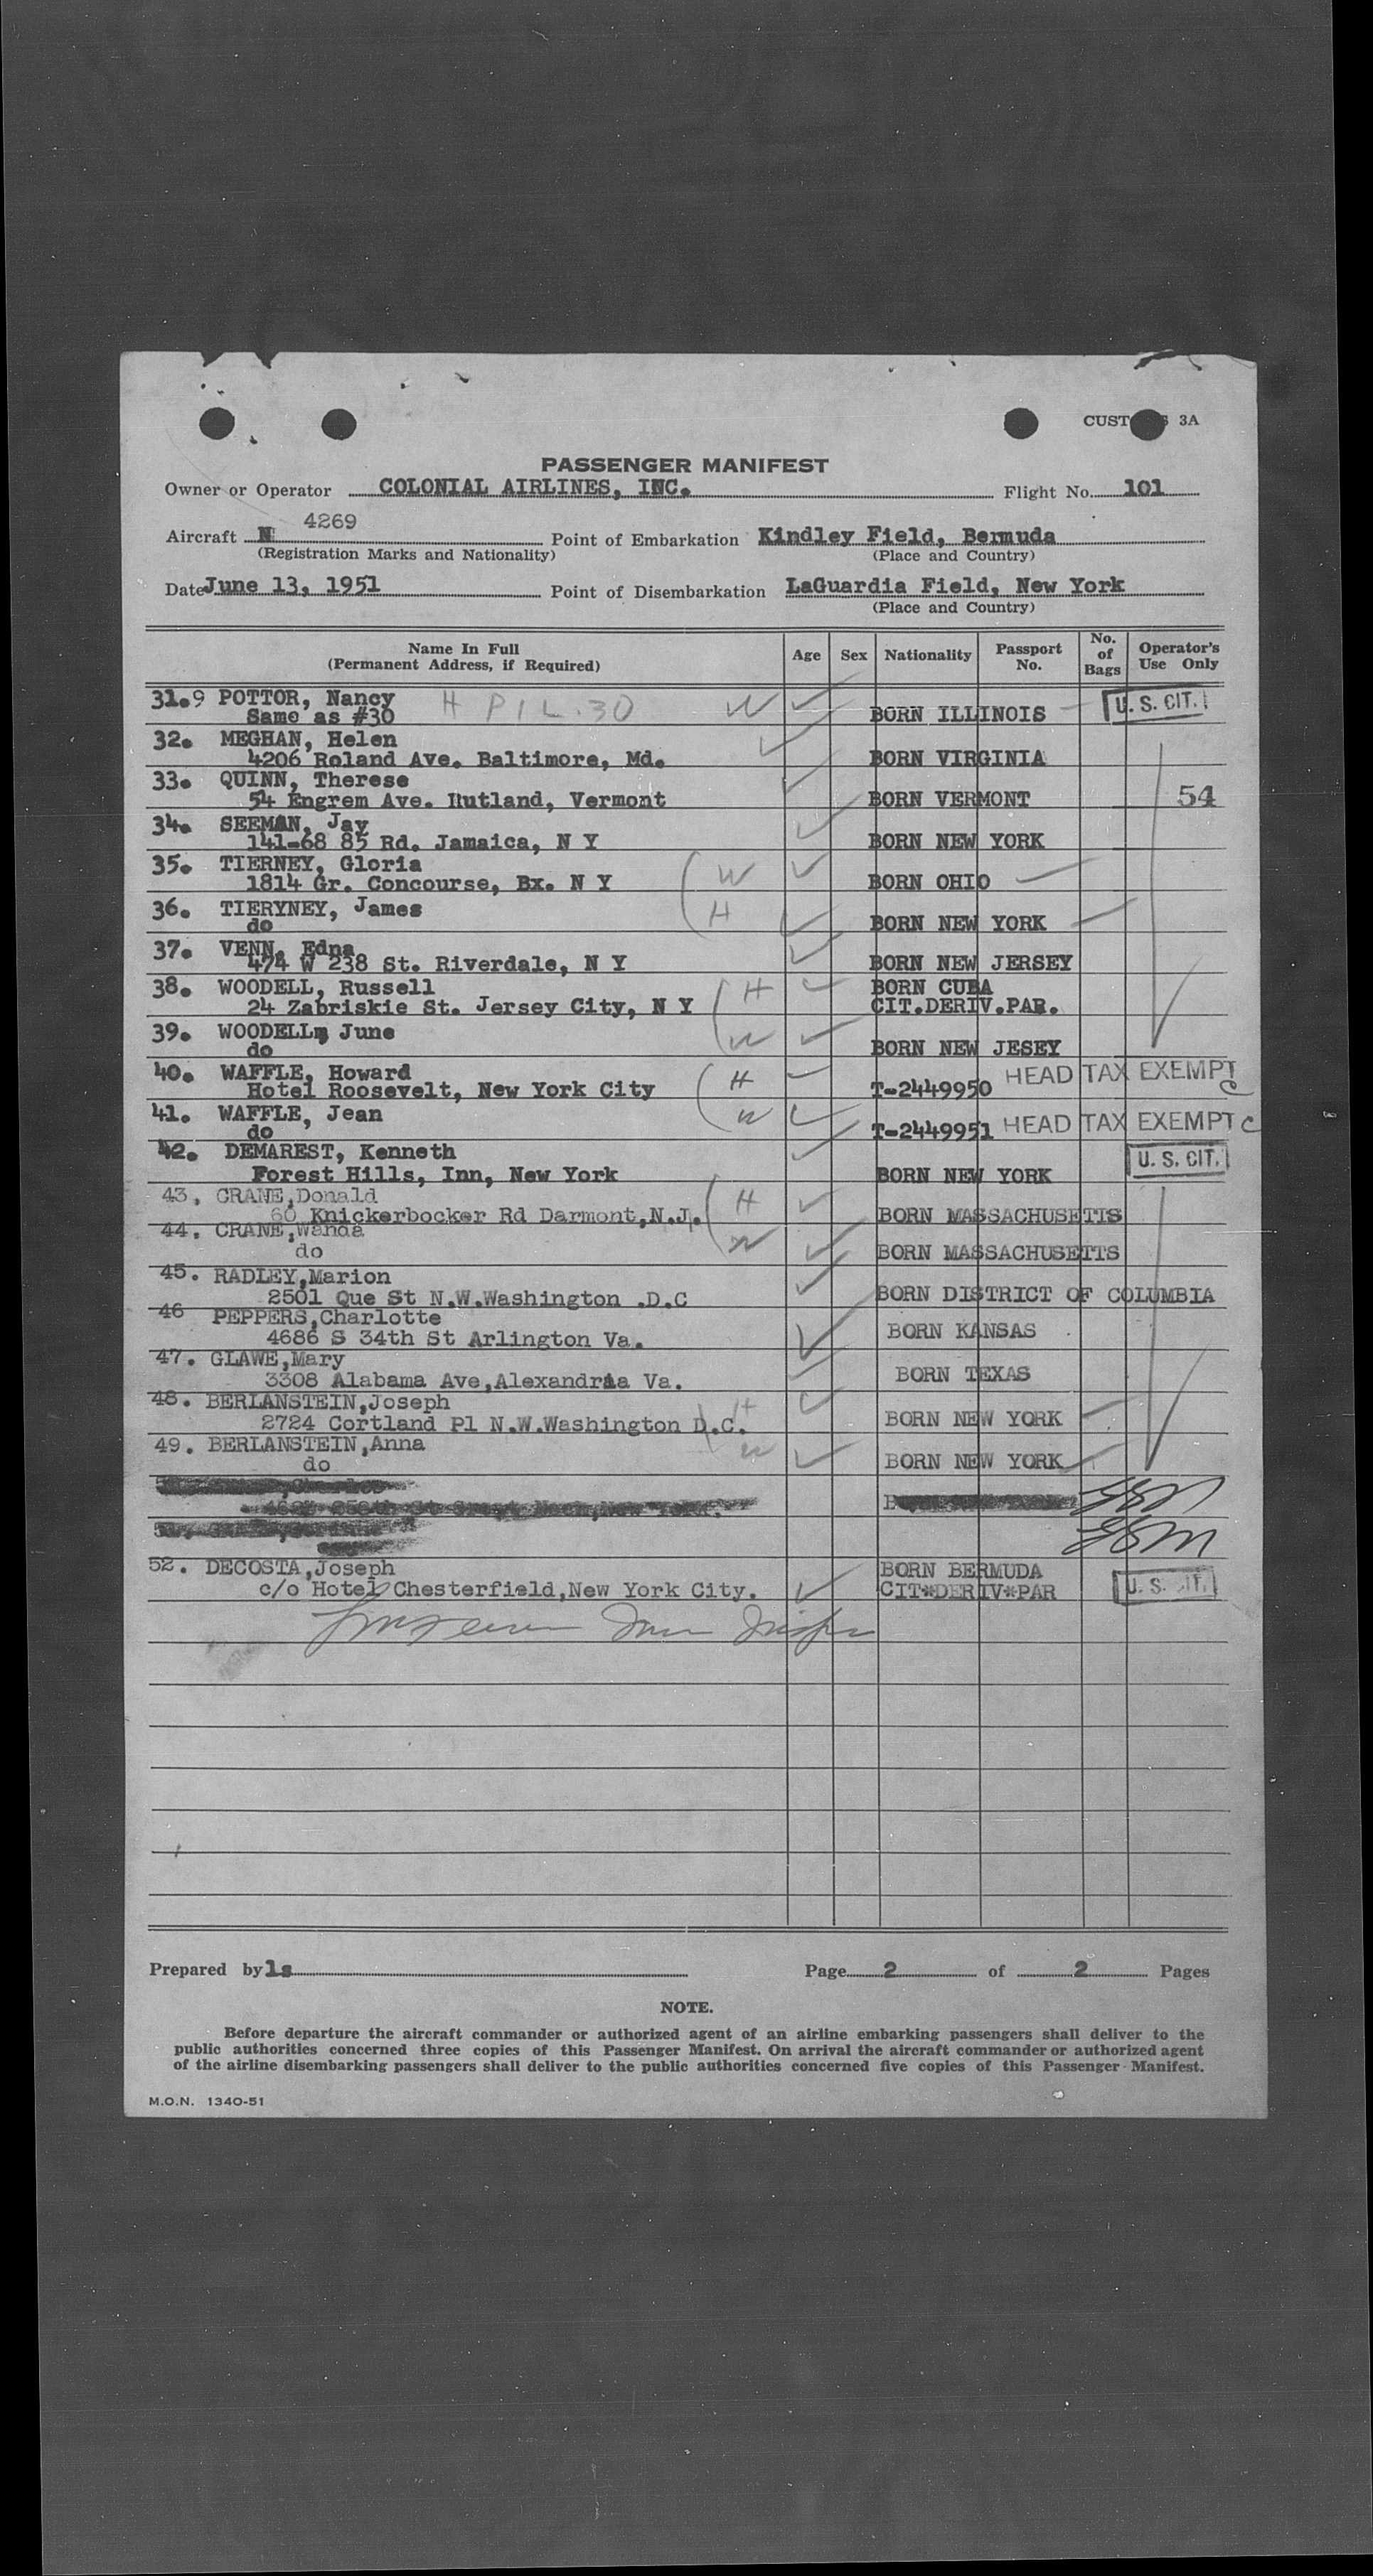 CUST 3A
PASSENGER MANIFEST
Owner or Operator COLONIAL AIRLINES, INC. Flight No. 101
Aircraft N 4269 Point of Embarkation Kindley Field, Bermuda
(Registration Marks and Nationality) (Place and Country)
Date June 13, 1951 Point of Disembarkation LaGuardia Field, New York
(Place and Country)
Name In Full (Permanent Address, if Required) Age Sex Nationality Passport No. No. of Bags Operator's Use Only
31.9 POTTOR, Nancy H P 1 L.30 W U. S. CIT.
Same as #30 BORN ILLINOIS
32. MEGHAN, Helen
4206 Roland Ave. Baltimore, Md. BORN VIRGINIA
33. QUINN, Therese
54 Engrem Ave. Rutland, Vermont BORN VERMONT 54
34. SEEMAN, Jay
141-68 85 Rd. Jamaica, N Y BORN NEW YORK
35. TIERNEY, Gloria W
1814 Gr. Concourse, Bx. N Y BORN OHIO
36. TIERYNEY, James H
do BORN NEW YORK
37. VENN, Edna
474 W 238 St. Riverdale, N Y BORN NEW JERSEY
38. WOODELL, Russell H BORN CUBA
24 Zabriskie St. Jersey City, N Y CIT.DERIV.PAR.
39. WOODELL, June W
do BORN NEW JESEY
40. WAFFLE, Howard H HEAD TAX EXEMPT
Hotel Roosevelt, New York City T-2449950 C
41. WAFFLE, Jean W
do T-2449951 HEAD TAX EXEMPT C
42. DEMAREST, Kenneth U. S. CIT.
Forest Hills, Inn, New York BORN NEW YORK
43. CRANE,Donald H
60 Knickerbocker Rd Darmont,N.J. BORN MASSACHUSETTS
44. CRANE,Wanda W
do BORN MASSACHUSETTS
45. RADLEY,Marion
2501 Que St N.W.Washington .D.C BORN DISTRICT OF COLUMBIA
46 PEPPERS,Charlotte
4686 S 34th St Arlington Va. BORN KANSAS
47. GLAWE,Mary
3308 Alabama Ave,Alexandria Va. BORN TEXAS
48. BERLANSTEIN,Joseph H
2724 Cortland Pl N.W.Washington D.C. BORN NEW YORK
49. BERLANSTEIN,Anna W
do BORN NEW YORK
52. DECOSTA,Joseph BORN BERMUDA
c/o Hotel Chesterfield,New York City. CIT*DERIV*PAR U. S. CIT.
Prepared by ls Page 2 of 2 Pages
NOTE.
Before departure the aircraft commander or authorized agent of an airline embarking passengers shall deliver to the
public authorities concerned three copies of this Passenger Manifest. On arrival the aircraft commander or authorized agent
of the airline disembarking passengers shall deliver to the public authorities concerned five copies of this Passenger Manifest.
M.O.N. 1340-51